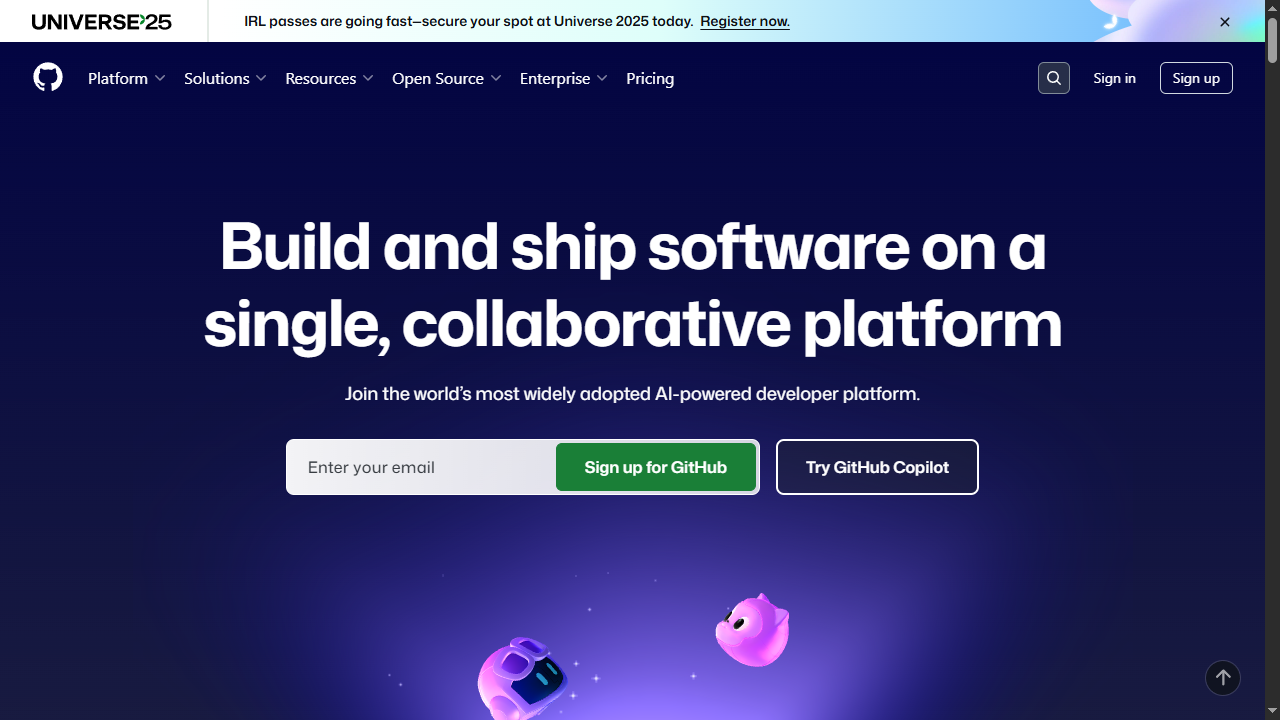 UNIVERSE'25
IRL passes are going fast—secure your spot at Universe 2025 today. Register now.
Platform
Solutions
Resources
Open Source
Enterprise
Pricing
Sign in
Sign up
Build and ship software on a
single, collaborative platform
Join the world’s most widely adopted AI-powered developer platform.
Enter your email
Sign up for GitHub
Try GitHub Copilot